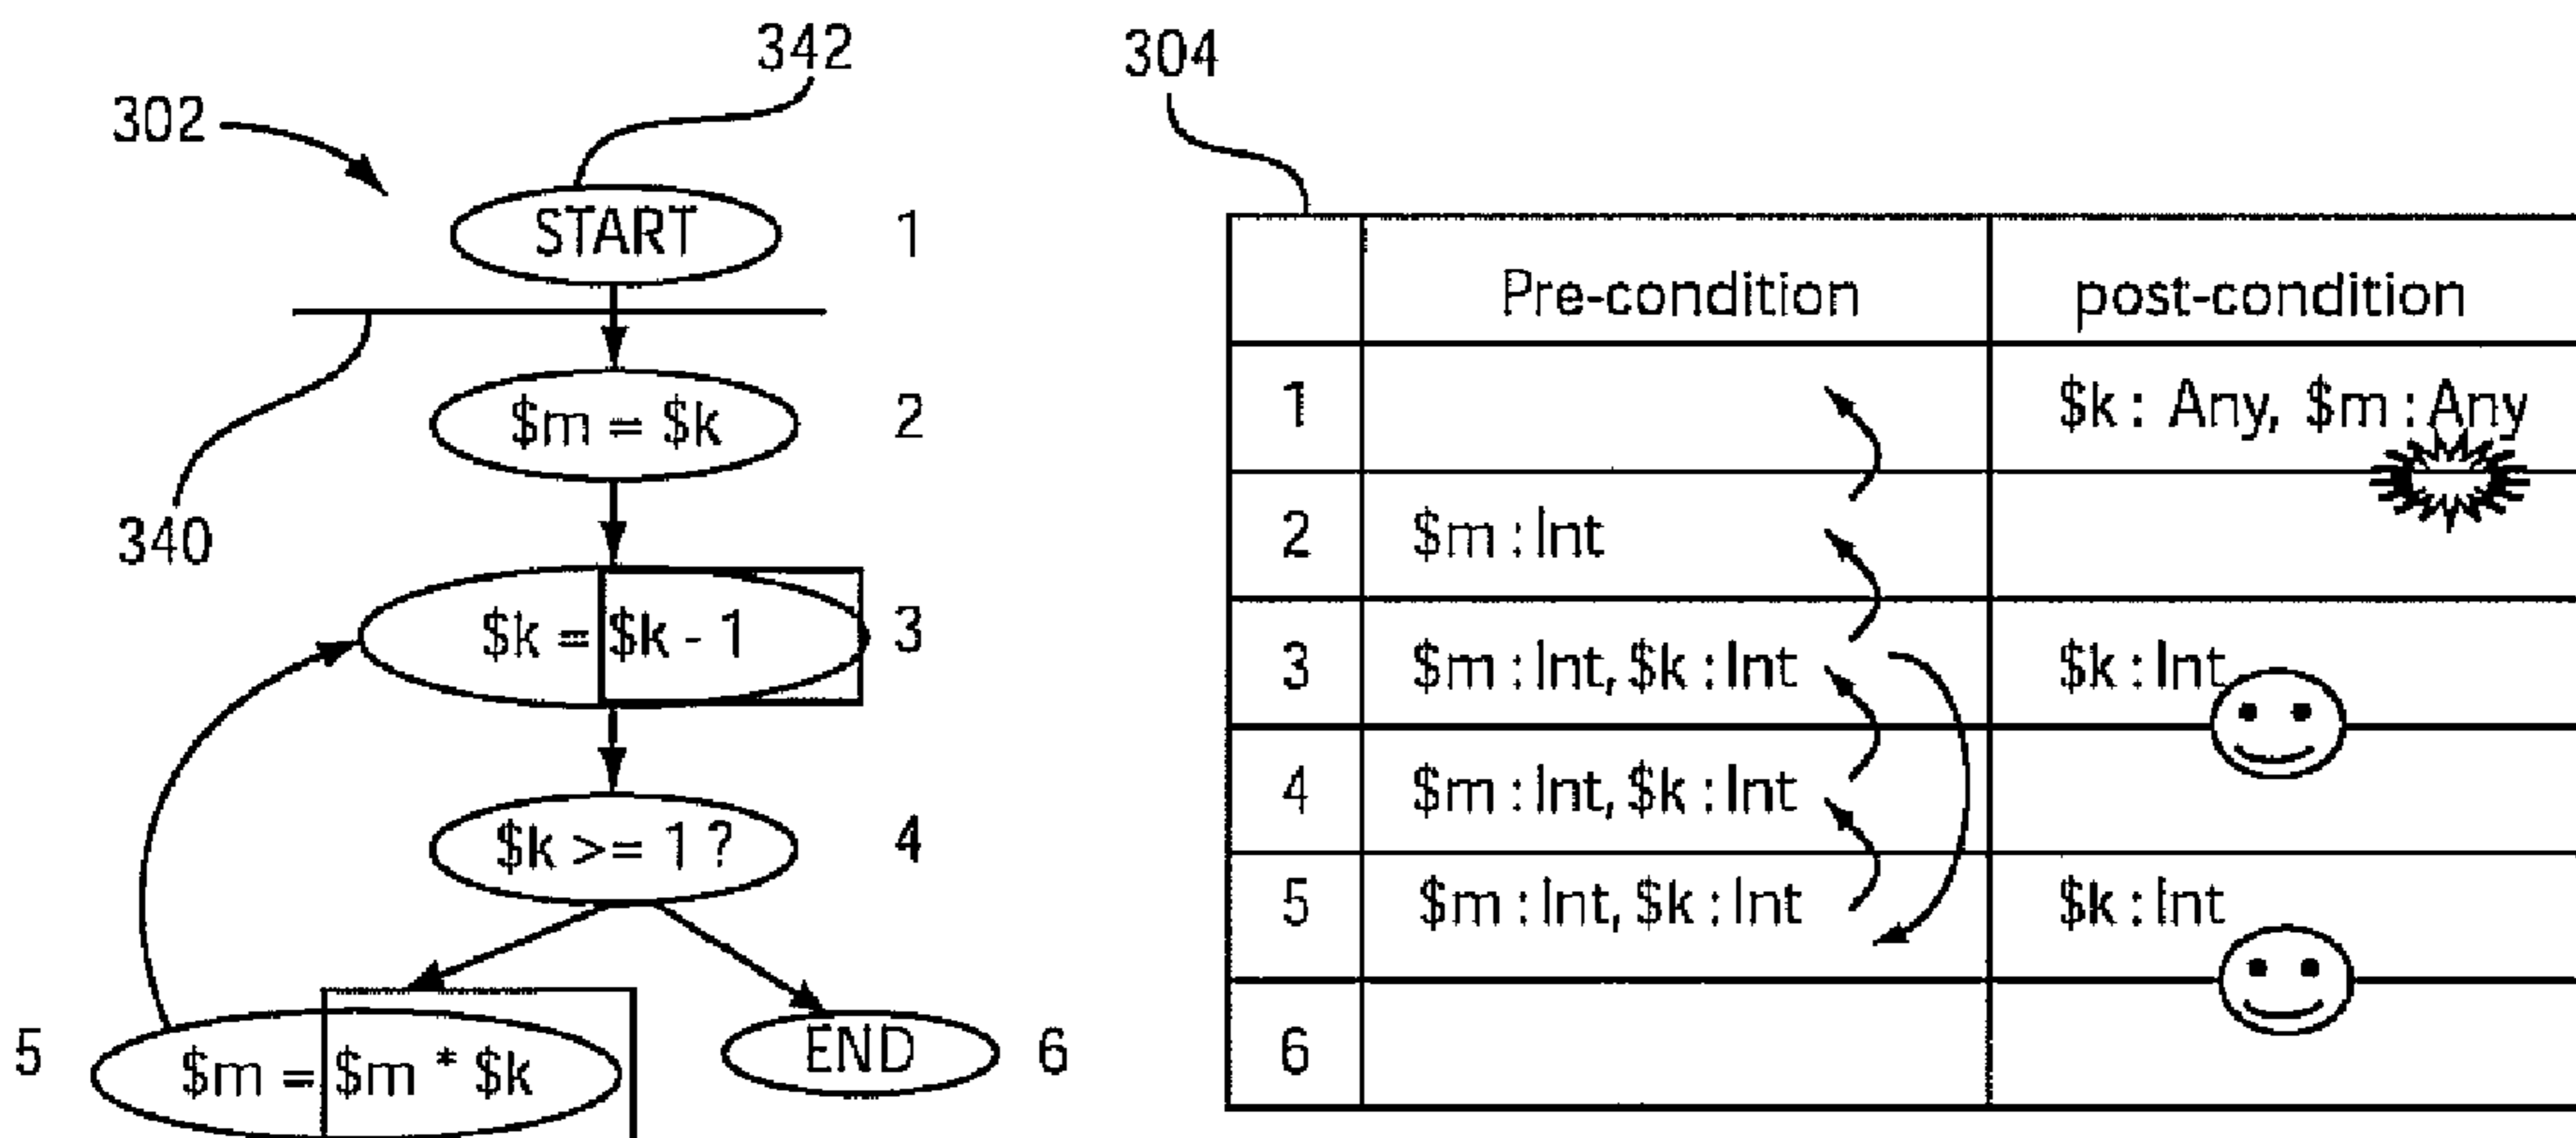 342
302
START 1
340
$m = $k 2
$k = $k - 1 3
$k >= 1 ? 4
5 $m = $m * $k
END 6
304
Pre-condition post-condition
1 $k : Any, $m : Any
2 $m : Int
3 $m : Int, $k : Int $k : Int
4 $m : Int, $k : Int
5 $m : Int, $k : Int $k : Int
6